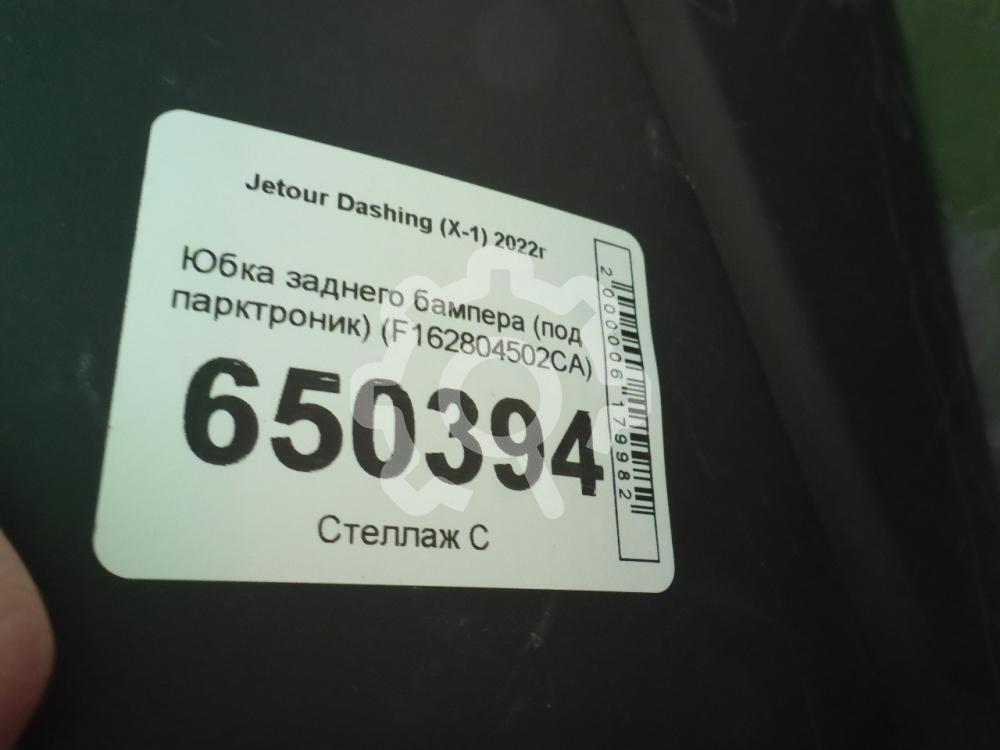 Jetour Dashing (X-1) 2022г
Юбка заднего бампера (под
парктроник) (F162804502CA)
650394
Стеллаж С
2000006179982